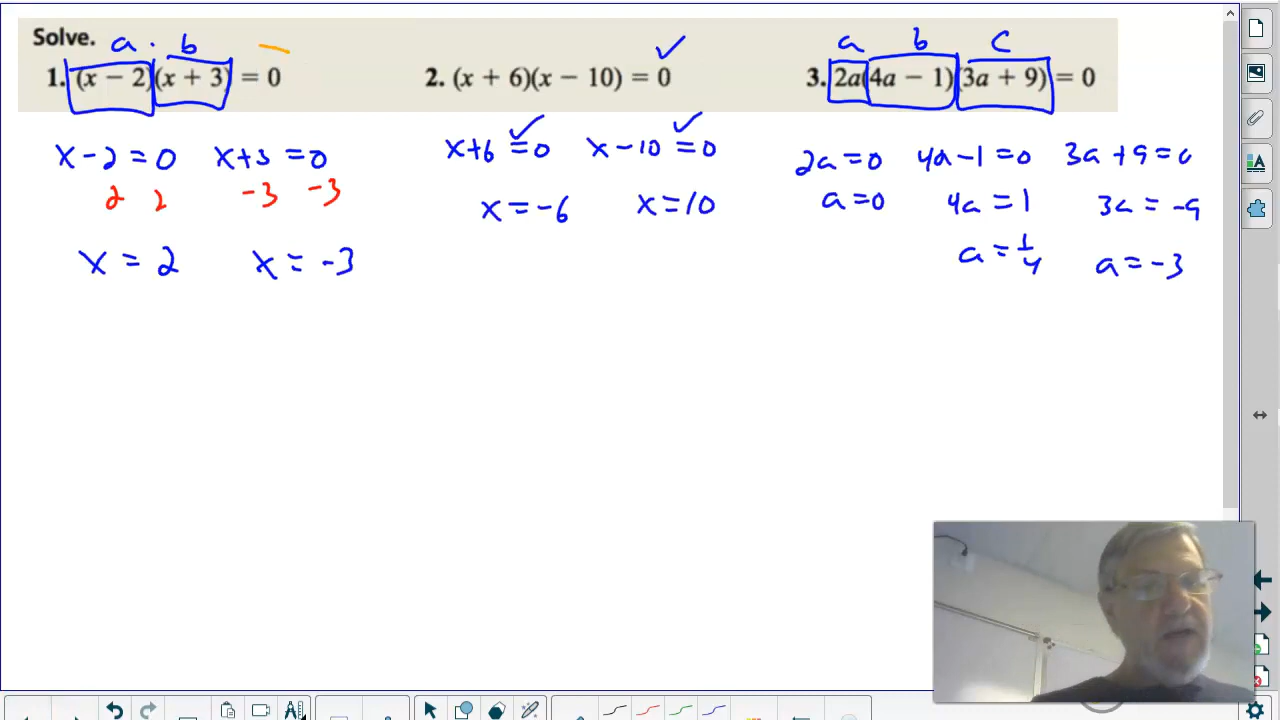 Solve.
a · b
a b c
1. (x − 2)(x + 3) = 0
2. (x + 6)(x − 10) = 0
3. 2a(4a − 1)(3a + 9) = 0
x-2=0 x+3=0
2 2 -3 -3
x = 2 x = -3
x+6=0 x-10=0
x=-6 x=10
2a=0 4a-1=0 3a+9=0
a=0 4a=1 3a=-9
a=1/4 a=-3